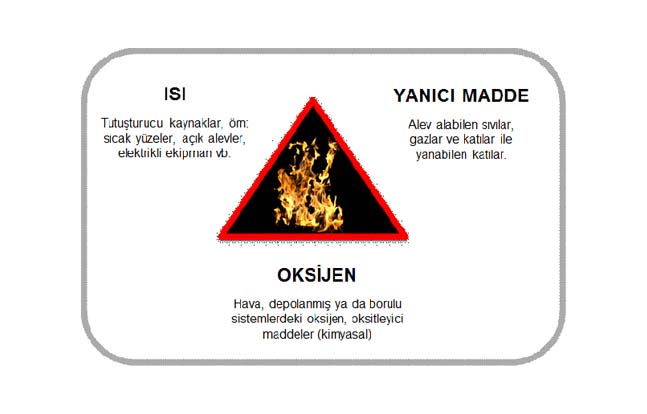 ISI
Tutuşturucu kaynaklar, örn:
sıcak yüzeler, açık alevler,
elektrikli ekipman vb.
YANICI MADDE
Alev alabilen sıvılar,
gazlar ve katılar ile
yanabilen katılar.
OKSİJEN
Hava, depolanmış ya da borulu
sistemlerdeki oksijen, oksitleyici
maddeler (kimyasal)